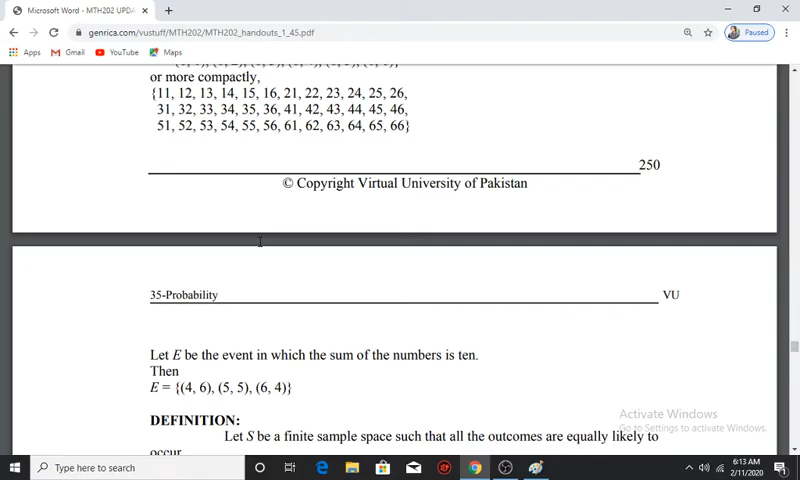 Microsoft Word - MTH202 UPDA
genrica.com/vustuff/MTH202/MTH202_handouts_1_45.pdf
Paused
Apps Gmail YouTube Maps
or more compactly,
{11, 12, 13, 14, 15, 16, 21, 22, 23, 24, 25, 26,
31, 32, 33, 34, 35, 36, 41, 42, 43, 44, 45, 46,
51, 52, 53, 54, 55, 56, 61, 62, 63, 64, 65, 66}
250
© Copyright Virtual University of Pakistan
35-Probability VU
Let E be the event in which the sum of the numbers is ten.
Then
E = {(4, 6), (5, 5), (6, 4)}
DEFINITION:
Let S be a finite sample space such that all the outcomes are equally likely to
occur
Activate Windows
Go to Settings to activate Windows.
Type here to search
6:13 AM
2/11/2020